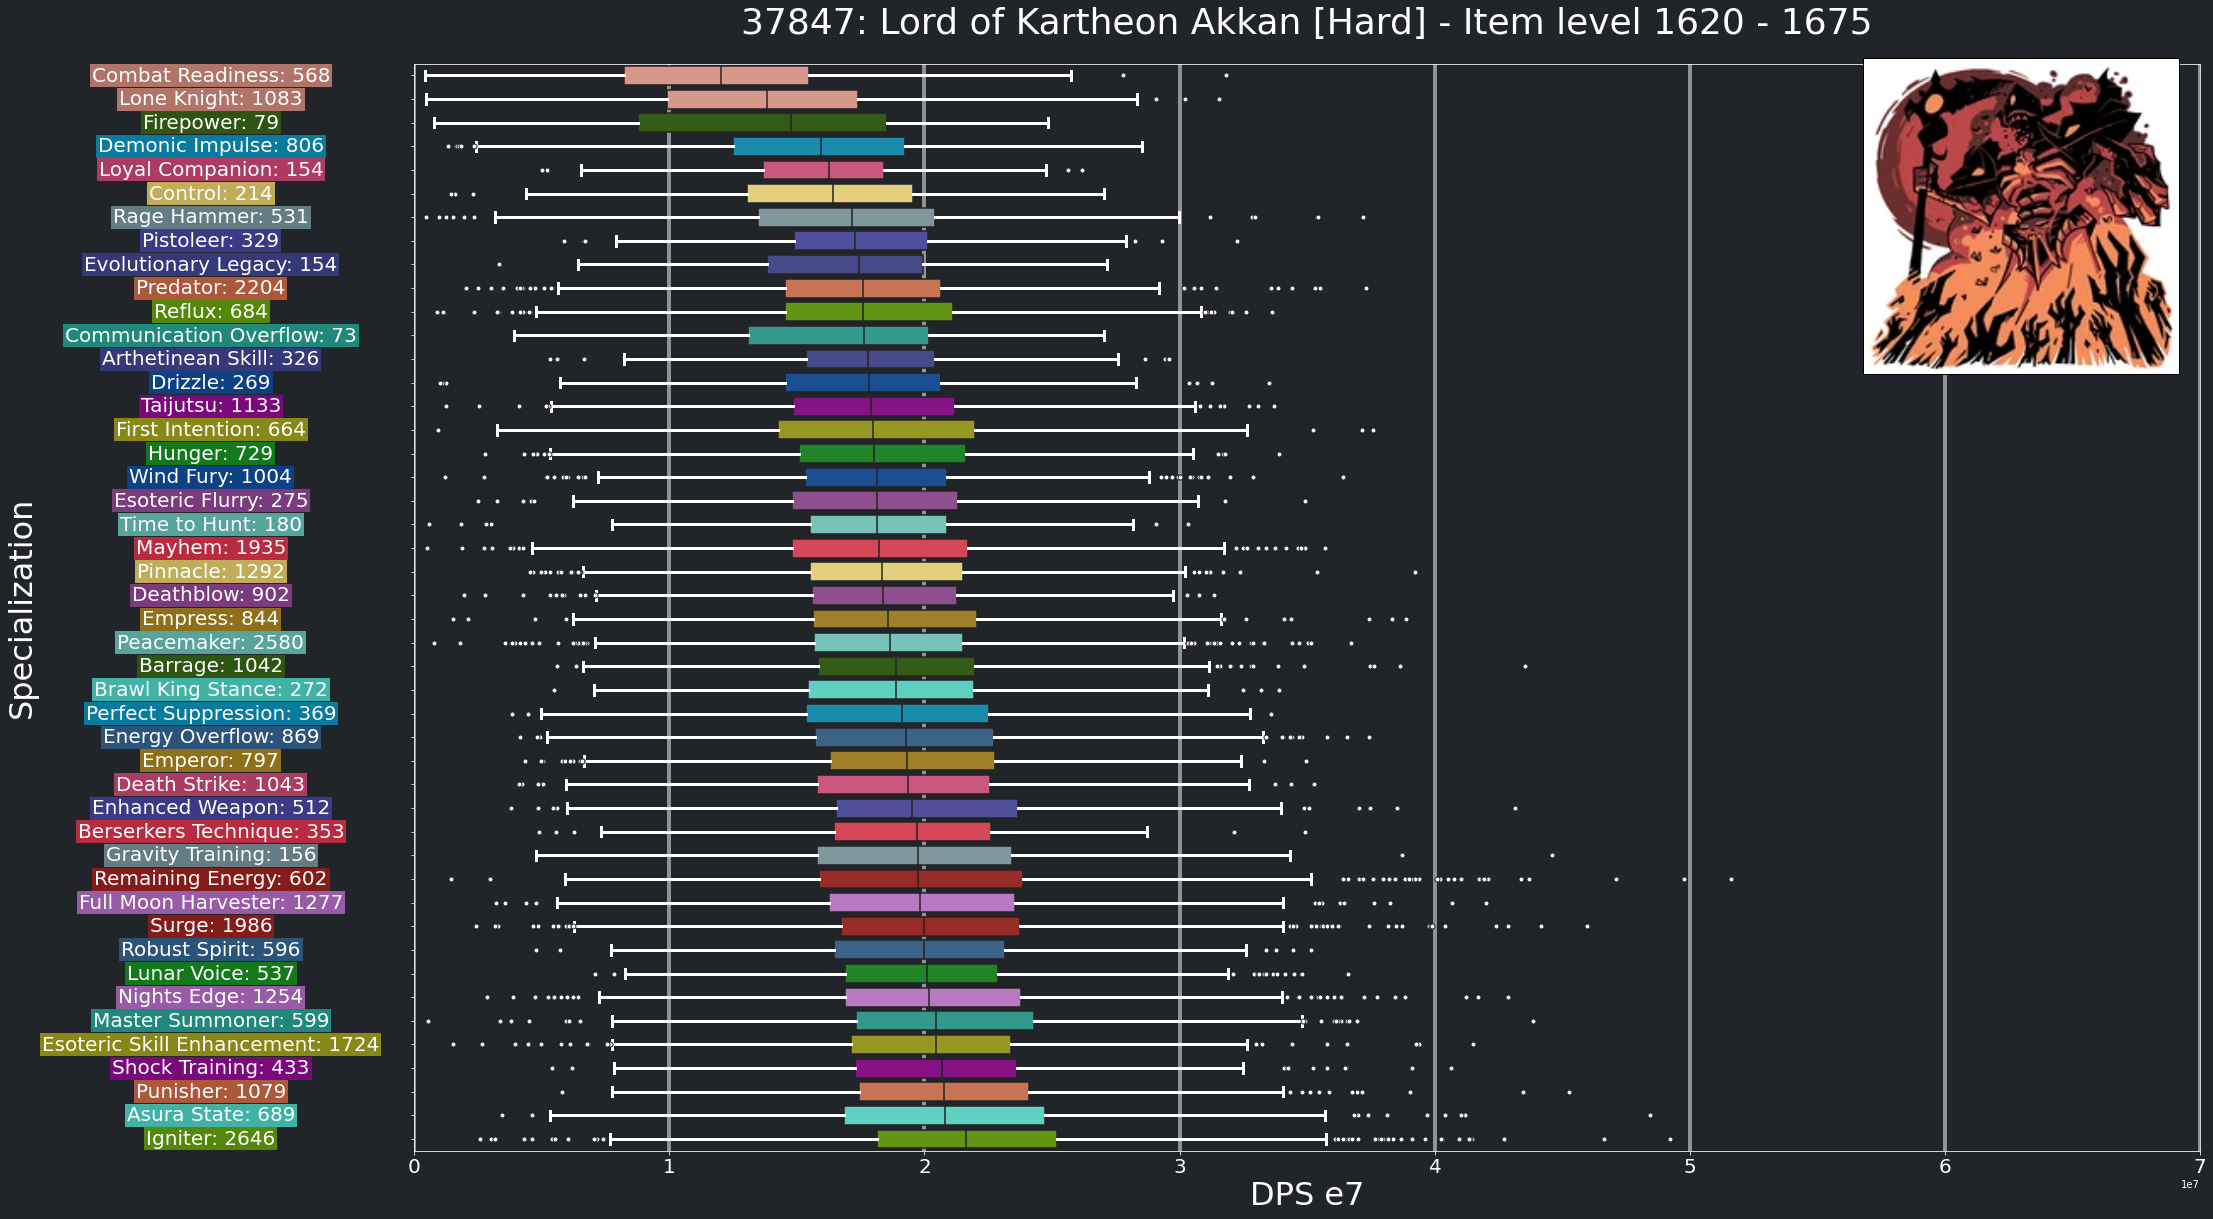 37847: Lord of Kartheon Akkan [Hard] - Item level 1620 - 1675
Combat Readiness: 568
Lone Knight: 1083
Firepower: 79
Demonic Impulse: 806
Loyal Companion: 154
Control: 214
Rage Hammer: 531
Pistoleer: 329
Evolutionary Legacy: 154
Predator: 2204
Reflux: 684
Communication Overflow: 73
Arthetinean Skill: 326
Drizzle: 269
Taijutsu: 1133
First Intention: 664
Hunger: 729
Wind Fury: 1004
Esoteric Flurry: 275
Time to Hunt: 180
Mayhem: 1935
Pinnacle: 1292
Deathblow: 902
Empress: 844
Peacemaker: 2580
Barrage: 1042
Brawl King Stance: 272
Perfect Suppression: 369
Energy Overflow: 869
Emperor: 797
Death Strike: 1043
Enhanced Weapon: 512
Berserkers Technique: 353
Gravity Training: 156
Remaining Energy: 602
Full Moon Harvester: 1277
Surge: 1986
Robust Spirit: 596
Lunar Voice: 537
Nights Edge: 1254
Master Summoner: 599
Esoteric Skill Enhancement: 1724
Shock Training: 433
Punisher: 1079
Asura State: 689
Igniter: 2646
Specialization
0 1 2 3 4 5 6 7
1e7
DPS e7